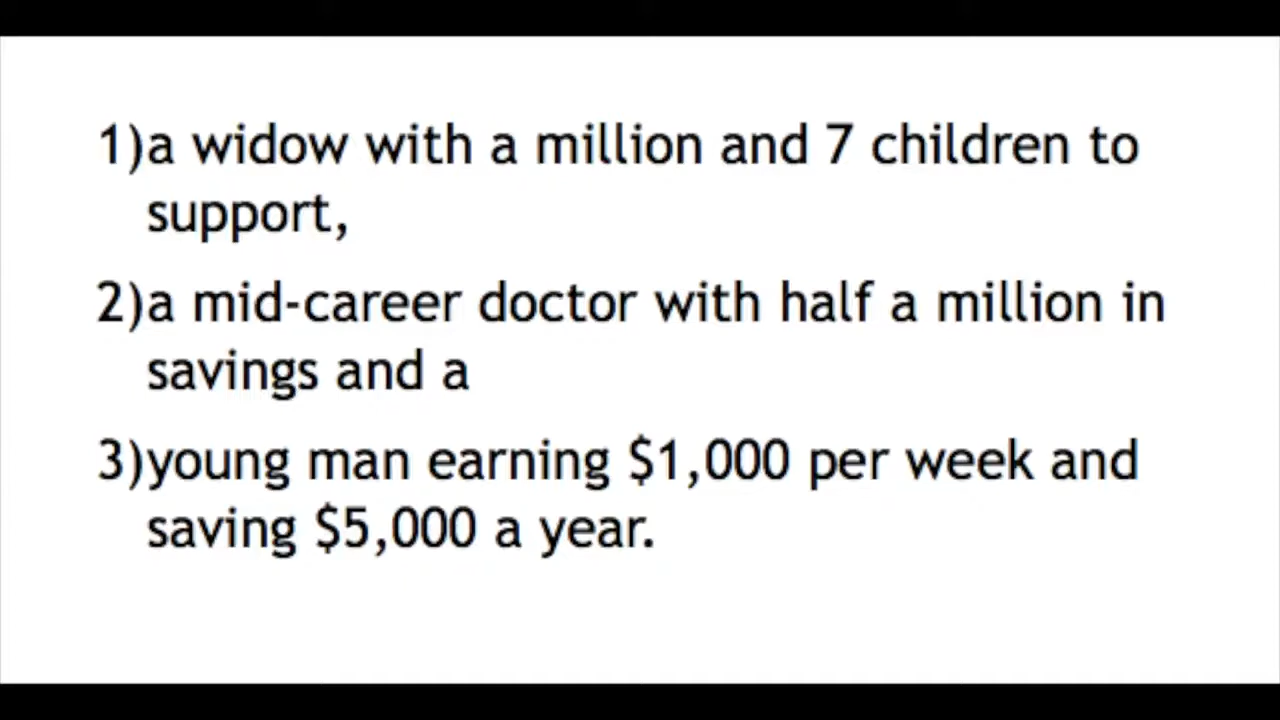 1)a widow with a million and 7 children to
support,
2)a mid-career doctor with half a million in
savings and a
3)young man earning $1,000 per week and
saving $5,000 a year.